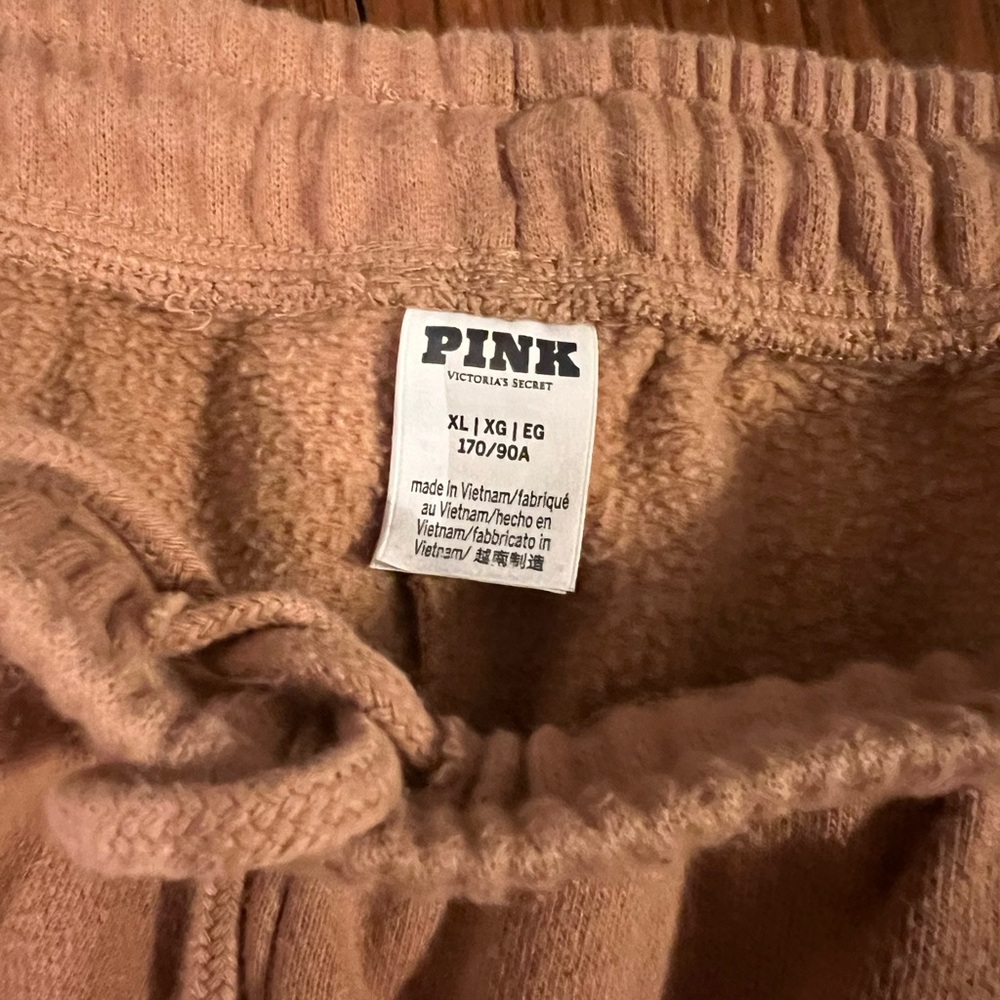 PINK
VICTORIA'S SECRET
XL | XG | EG
170/90A
made in Vietnam/fabriqué
au Vietnam/hecho en
Vietnam/fabbricato in
Vietnam/ 越南制造